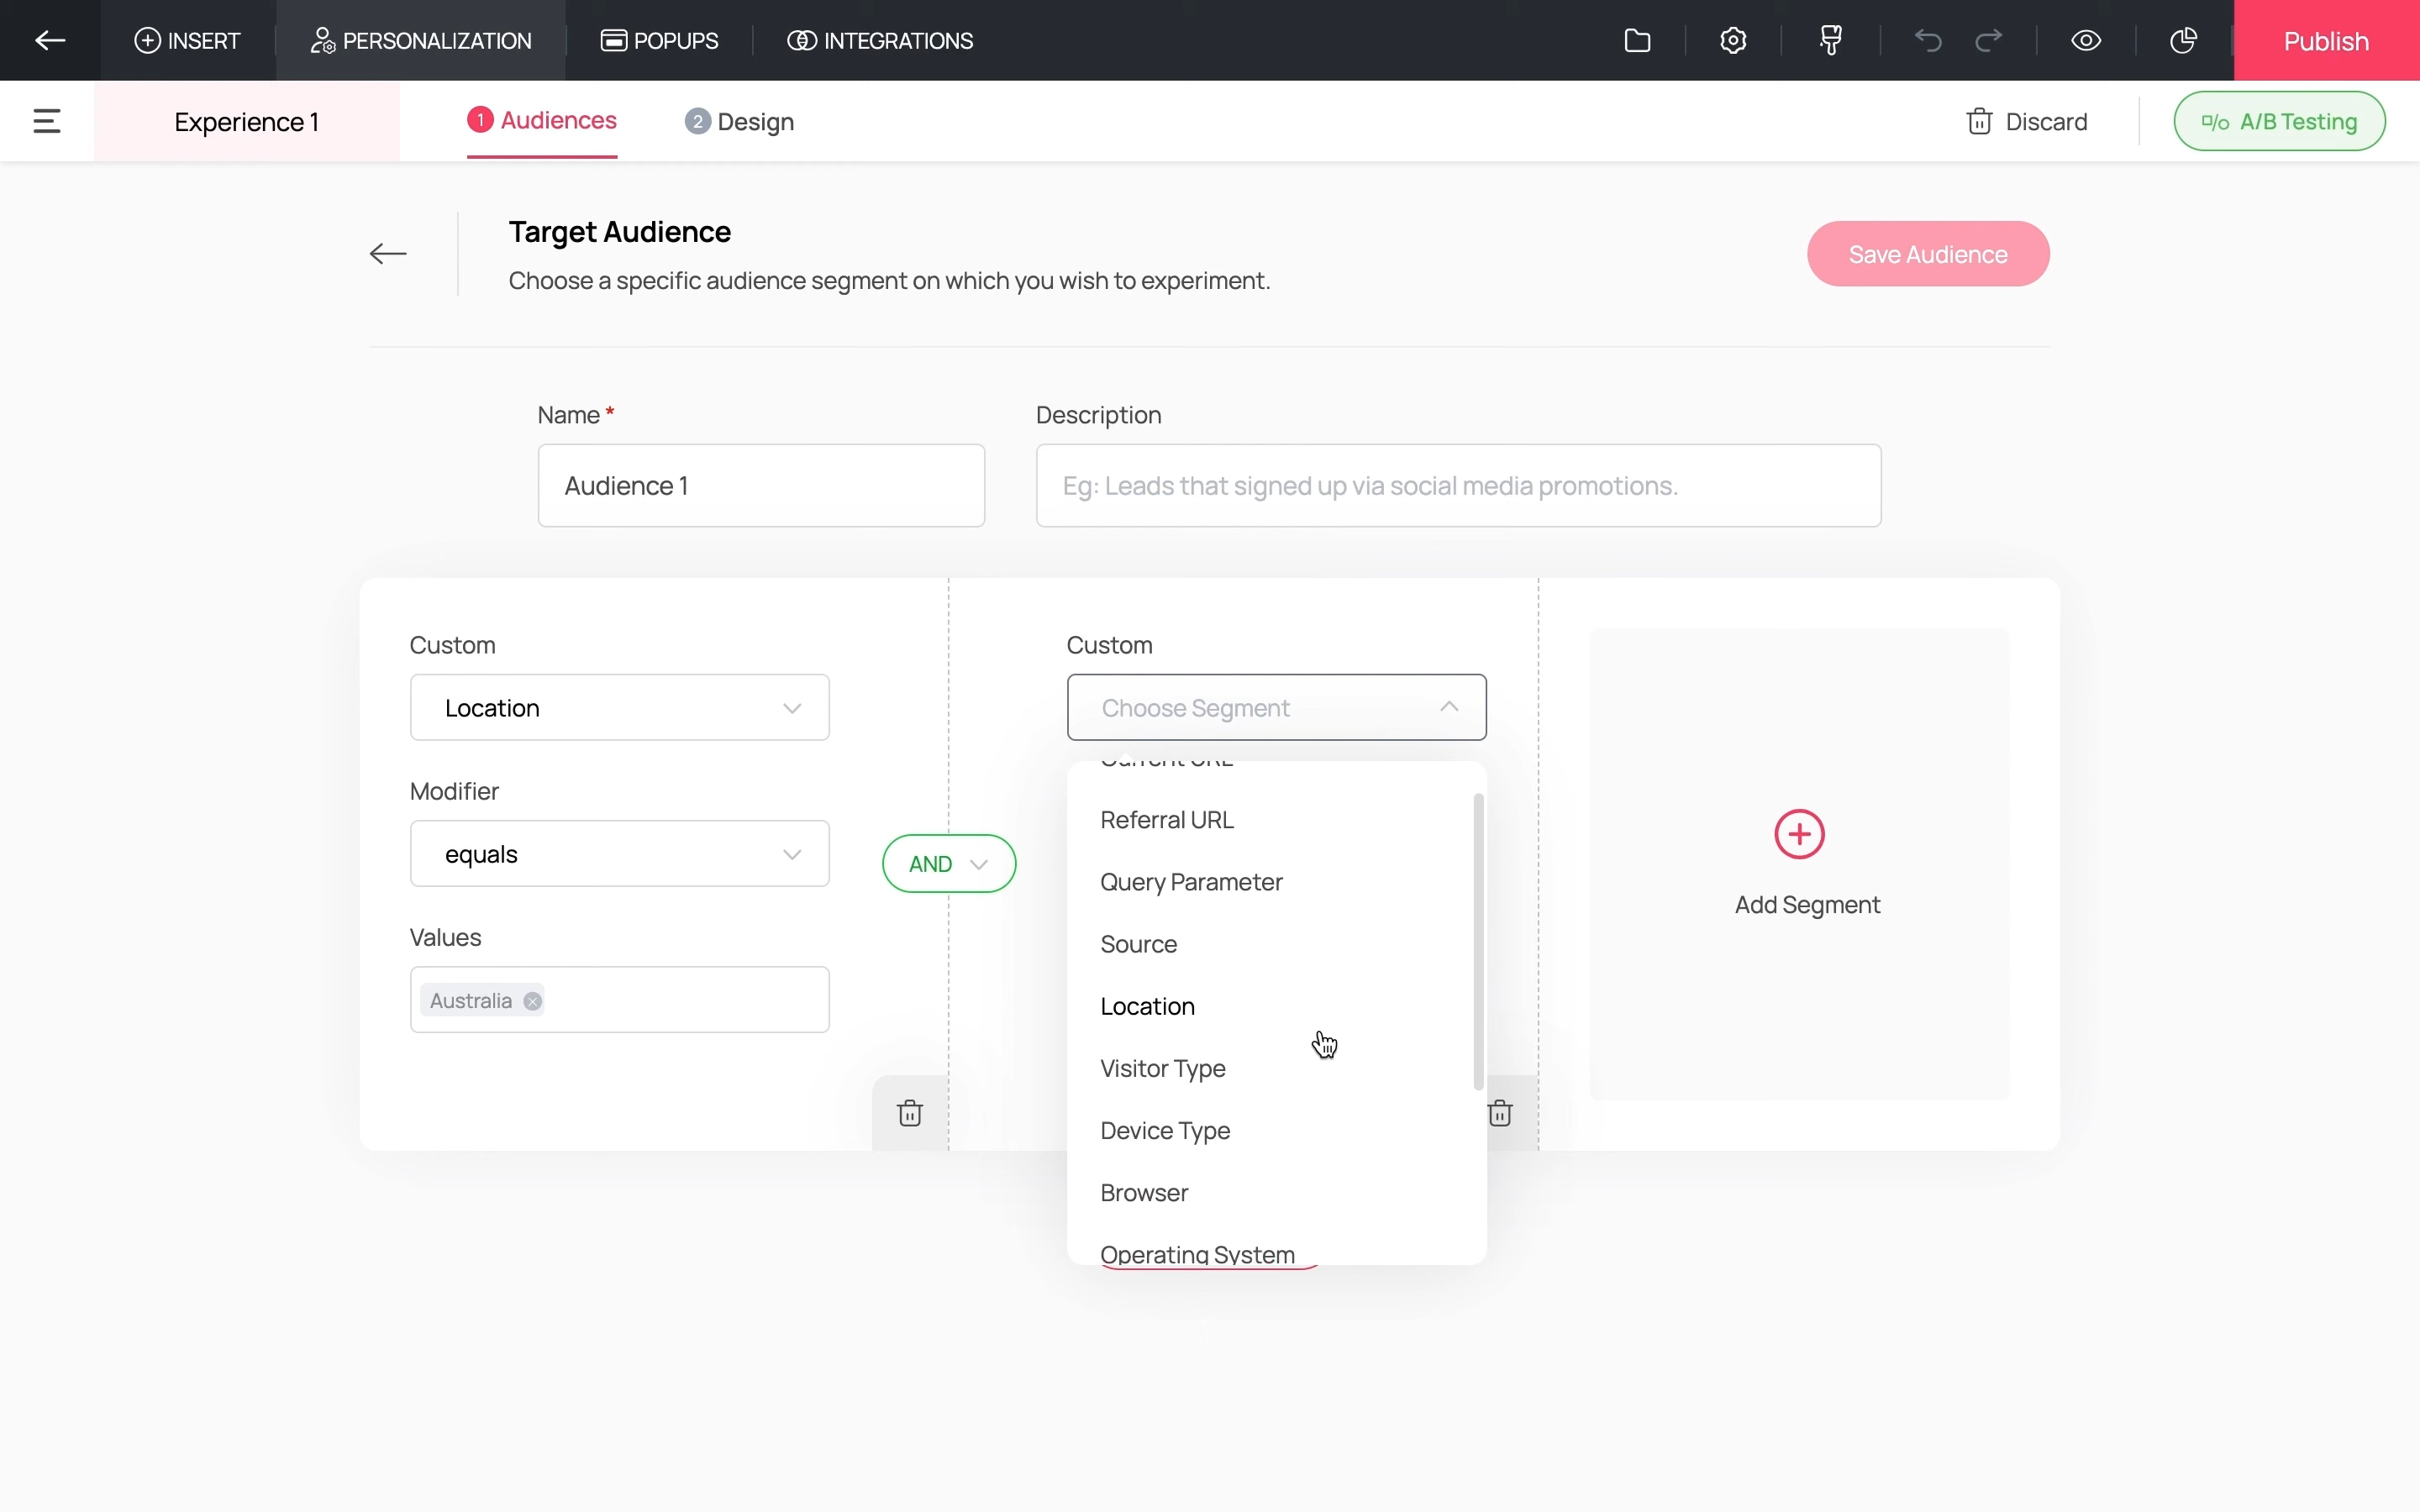 INSERT
PERSONALIZATION
POPUPS
INTEGRATIONS
Publish
Experience 1
1 Audiences
2 Design
Discard
A/B Testing
Target Audience
Choose a specific audience segment on which you wish to experiment.
Save Audience
Name *
Description
Audience 1
Eg: Leads that signed up via social media promotions.
Custom
Location
Modifier
equals
Values
Australia
AND
Custom
Choose Segment
Current URL
Referral URL
Query Parameter
Source
Location
Visitor Type
Device Type
Browser
Operating System
Add Segment